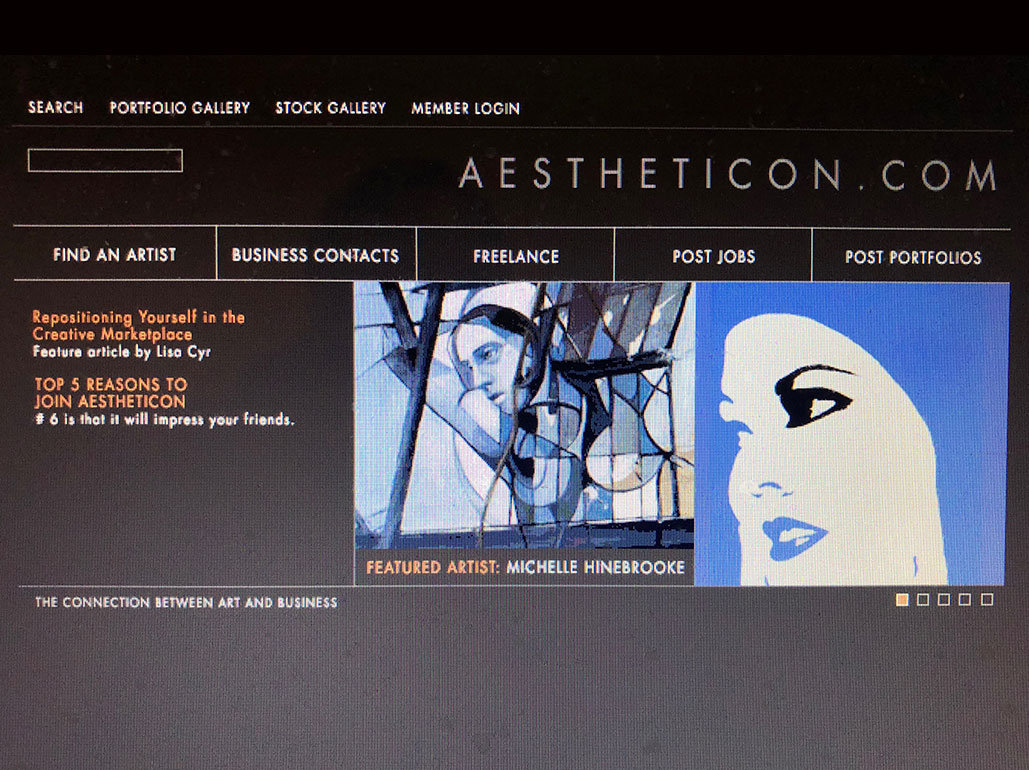 SEARCH PORTFOLIO GALLERY STOCK GALLERY MEMBER LOGIN
AESTHETICON.COM
FIND AN ARTIST BUSINESS CONTACTS FREELANCE POST JOBS POST PORTFOLIOS
Repositioning Yourself in the
Creative Marketplace
Feature article by Lisa Cyr
TOP 5 REASONS TO
JOIN AESTHETICON
# 6 is that it will impress your friends.
FEATURED ARTIST: MICHELLE HINEBROOKE
THE CONNECTION BETWEEN ART AND BUSINESS